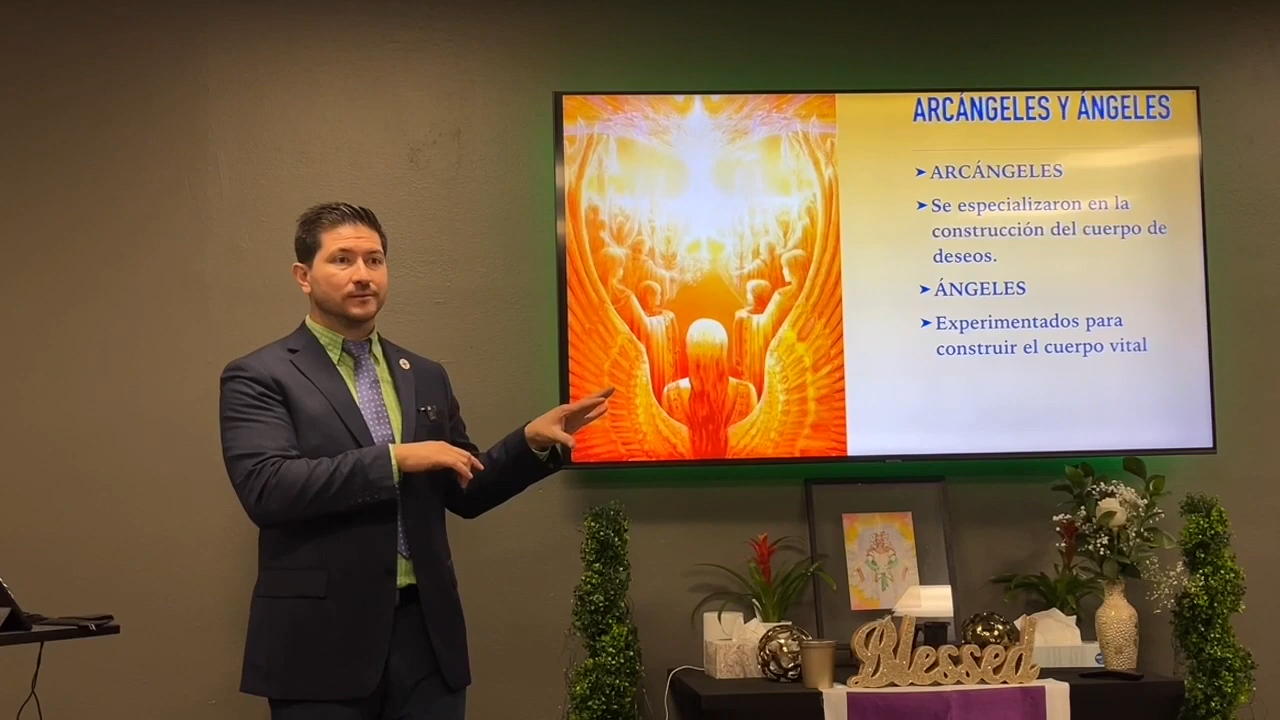 ARCÁNGELES Y ÁNGELES
➤ARCÁNGELES
➤Se especializaron en la
construcción del cuerpo de
deseos.
➤ÁNGELES
➤Experimentados para
construir el cuerpo vital
Blessed